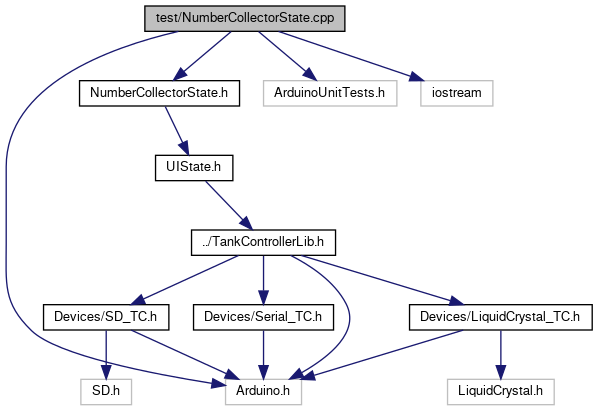 test/NumberCollectorState.cpp
NumberCollectorState.h
ArduinoUnitTests.h
iostream
UIState.h
../TankControllerLib.h
Devices/SD_TC.h
Devices/Serial_TC.h
Devices/LiquidCrystal_TC.h
SD.h
Arduino.h
LiquidCrystal.h